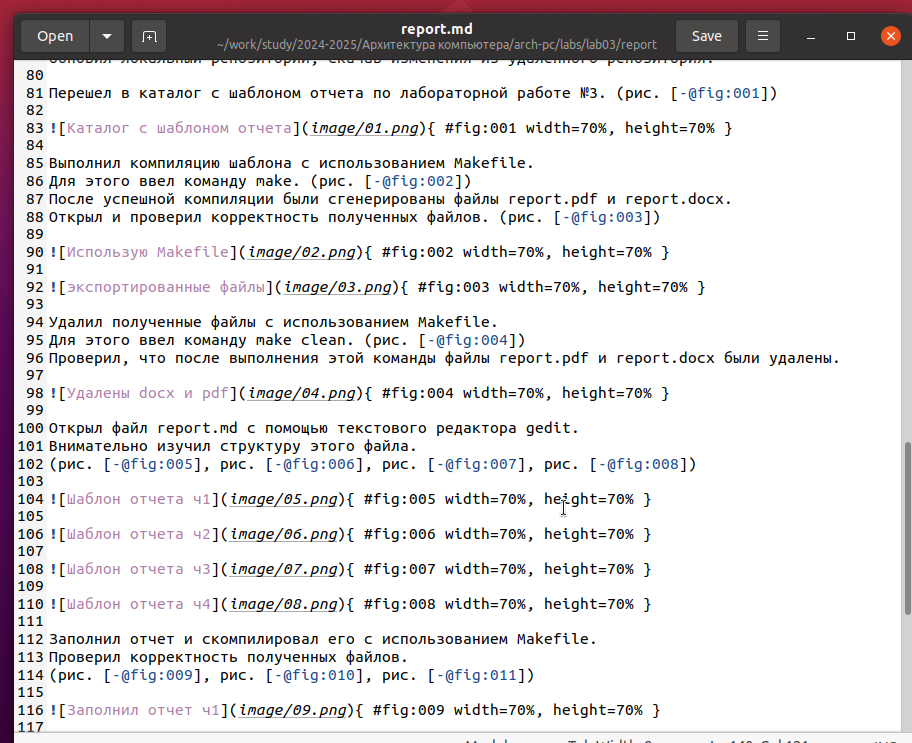 Open
report.md
~/work/study/2024-2025/Архитектура компьютера/arch-pc/labs/lab03/report
Save
Обновил локальный репозиторий, скачав изменения из удаленного репозитория.
80
81 Перешел в каталог с шаблоном отчета по лабораторной работе №3. (рис. [-@fig:001])
82
83 ![Каталог с шаблоном отчета](image/01.png){ #fig:001 width=70%, height=70% }
84
85 Выполнил компиляцию шаблона с использованием Makefile.
86 Для этого ввел команду make. (рис. [-@fig:002])
87 После успешной компиляции были сгенерированы файлы report.pdf и report.docx.
88 Открыл и проверил корректность полученных файлов. (рис. [-@fig:003])
89
90 ![Использую Makefile](image/02.png){ #fig:002 width=70%, height=70% }
91
92 ![экспортированные файлы](image/03.png){ #fig:003 width=70%, height=70% }
93
94 Удалил полученные файлы с использованием Makefile.
95 Для этого ввел команду make clean. (рис. [-@fig:004])
96 Проверил, что после выполнения этой команды файлы report.pdf и report.docx были удалены.
97
98 ![Удалены docx и pdf](image/04.png){ #fig:004 width=70%, height=70% }
99
100 Открыл файл report.md с помощью текстового редактора gedit.
101 Внимательно изучил структуру этого файла.
102 (рис. [-@fig:005], рис. [-@fig:006], рис. [-@fig:007], рис. [-@fig:008])
103
104 ![Шаблон отчета ч1](image/05.png){ #fig:005 width=70%, height=70% }
105
106 ![Шаблон отчета ч2](image/06.png){ #fig:006 width=70%, height=70% }
107
108 ![Шаблон отчета ч3](image/07.png){ #fig:007 width=70%, height=70% }
109
110 ![Шаблон отчета ч4](image/08.png){ #fig:008 width=70%, height=70% }
111
112 Заполнил отчет и скомпилировал его с использованием Makefile.
113 Проверил корректность полученных файлов.
114 (рис. [-@fig:009], рис. [-@fig:010], рис. [-@fig:011])
115
116 ![Заполнил отчет ч1](image/09.png){ #fig:009 width=70%, height=70% }
117